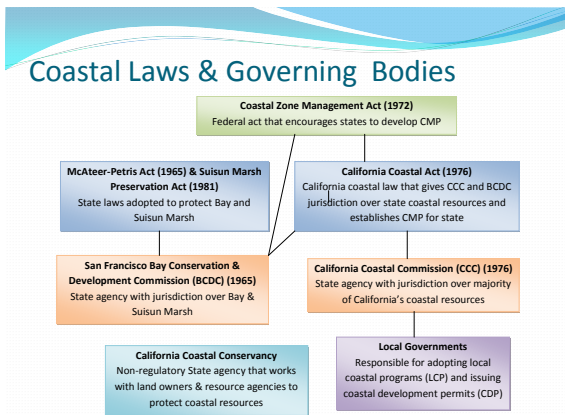 Coastal Laws & Governing Bodies
Coastal Zone Management Act (1972)
Federal act that encourages states to develop CMP
McAteer-Petris Act (1965) & Suisun Marsh
Preservation Act (1981)
State laws adopted to protect Bay and
Suisun Marsh
California Coastal Act (1976)
California coastal law that gives CCC and BCDC
jurisdiction over state coastal resources and
establishes CMP for state
San Francisco Bay Conservation &
Development Commission (BCDC) (1965)
State agency with jurisdiction over Bay &
Suisun Marsh
California Coastal Commission (CCC) (1976)
State agency with jurisdiction over majority
of California's coastal resources
California Coastal Conservancy
Non-regulatory State agency that works
with land owners & resource agencies to
protect coastal resources
Local Governments
Responsible for adopting local
coastal programs (LCP) and issuing
coastal development permits (CDP)